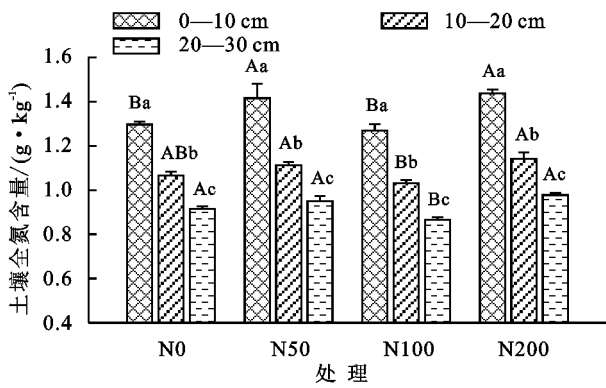 0—10 cm 10—20 cm
20—30 cm
土壤全氮含量/(g·kg⁻¹)
1.6
1.4
1.2
1.0
0.8
0.6
0.4
Ba ABb Ac
Aa Ab Ac
Ba Bb Bc
Aa Ab Ac
N0 N50 N100 N200
处 理